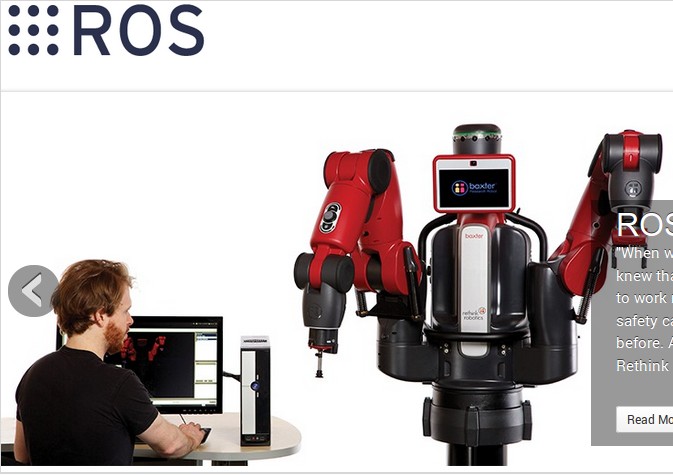 ROS
baxter
Research Robot
baxter
rethink
robotics
ROS
"When w
knew tha
to work
safety ca
before. A
Rethink
Read Mo